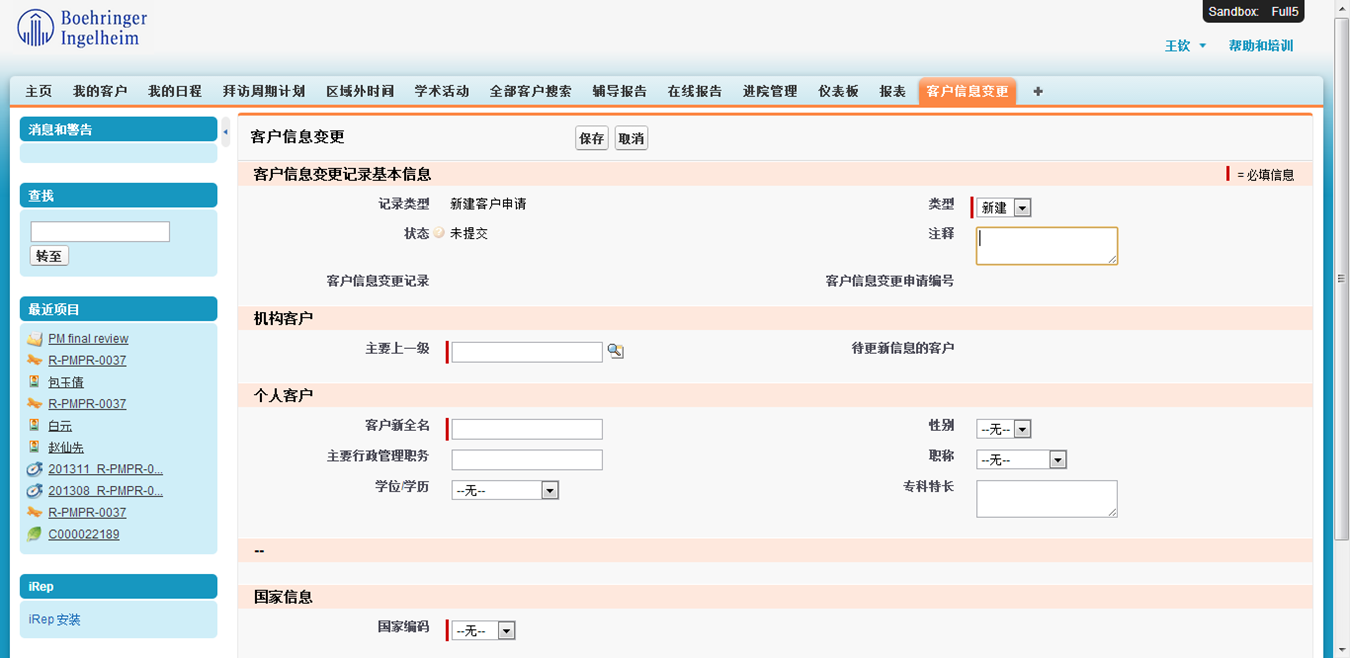 Boehringer
Ingelheim
Sandbox: Full5
王钦 帮助和培训
主页 我的客户 我的日程 拜访周期计划 区域外时间 学术活动 全部客户搜索 辅导报告 在线报告 进院管理 仪表板 报表 客户信息变更 +
消息和警告
查找
转至
最近项目
PM final review
R-PMPR-0037
包玉倩
R-PMPR-0037
白元
赵仙先
201311_R-PMPR-0...
201308_R-PMPR-0...
R-PMPR-0037
C000022189
iRep
iRep 安装
客户信息变更 保存 取消
客户信息变更记录基本信息 = 必填信息
记录类型 新建客户申请 类型 新建
状态 未提交 注释
客户信息变更记录 客户信息变更申请编号
机构客户
主要上一级 待更新信息的客户
个人客户
客户新全名 性别 --无--
主要行政管理职务 职称 --无--
学位/学历 --无-- 专科特长
--
国家信息
国家编码 --无--